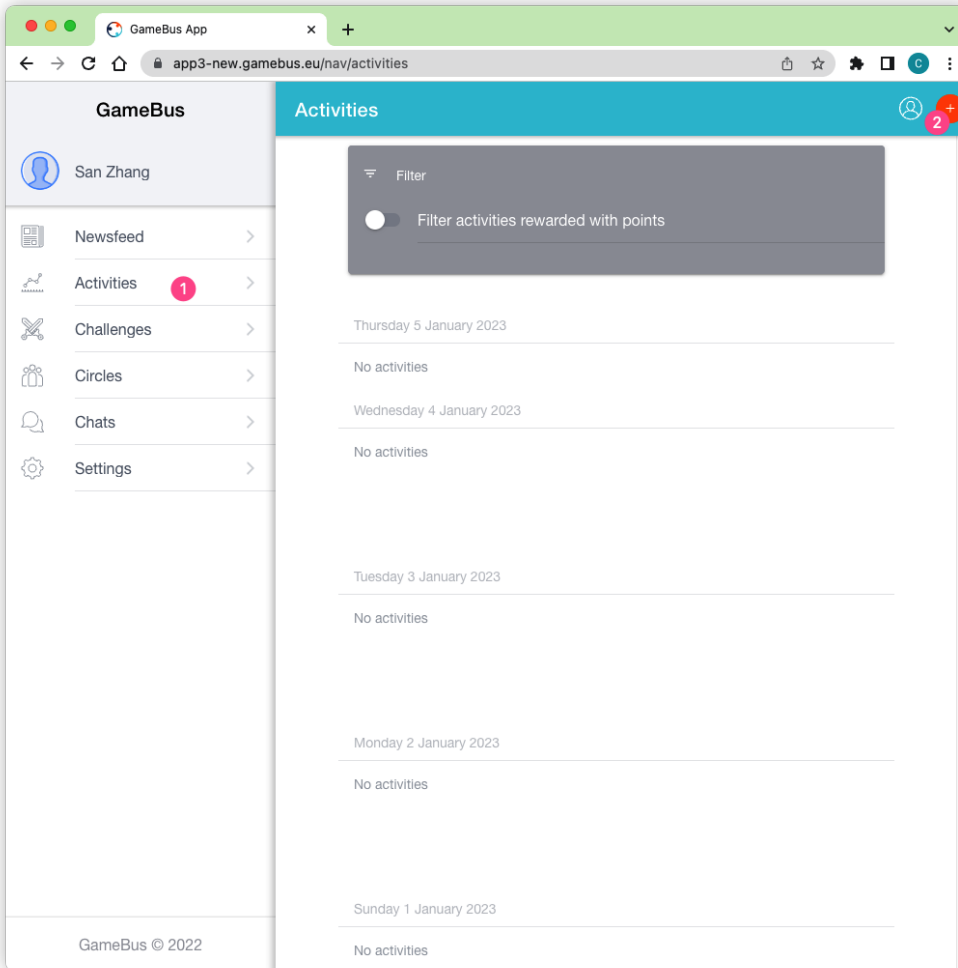 GameBus App
app3-new.gamebus.eu/nav/activities
C
GameBus
San Zhang
Newsfeed
Activities
1
Challenges
Circles
Chats
Settings
GameBus © 2022
Activities
+
2
Filter
Filter activities rewarded with points
Thursday 5 January 2023
No activities
Wednesday 4 January 2023
No activities
Tuesday 3 January 2023
No activities
Monday 2 January 2023
No activities
Sunday 1 January 2023
No activities